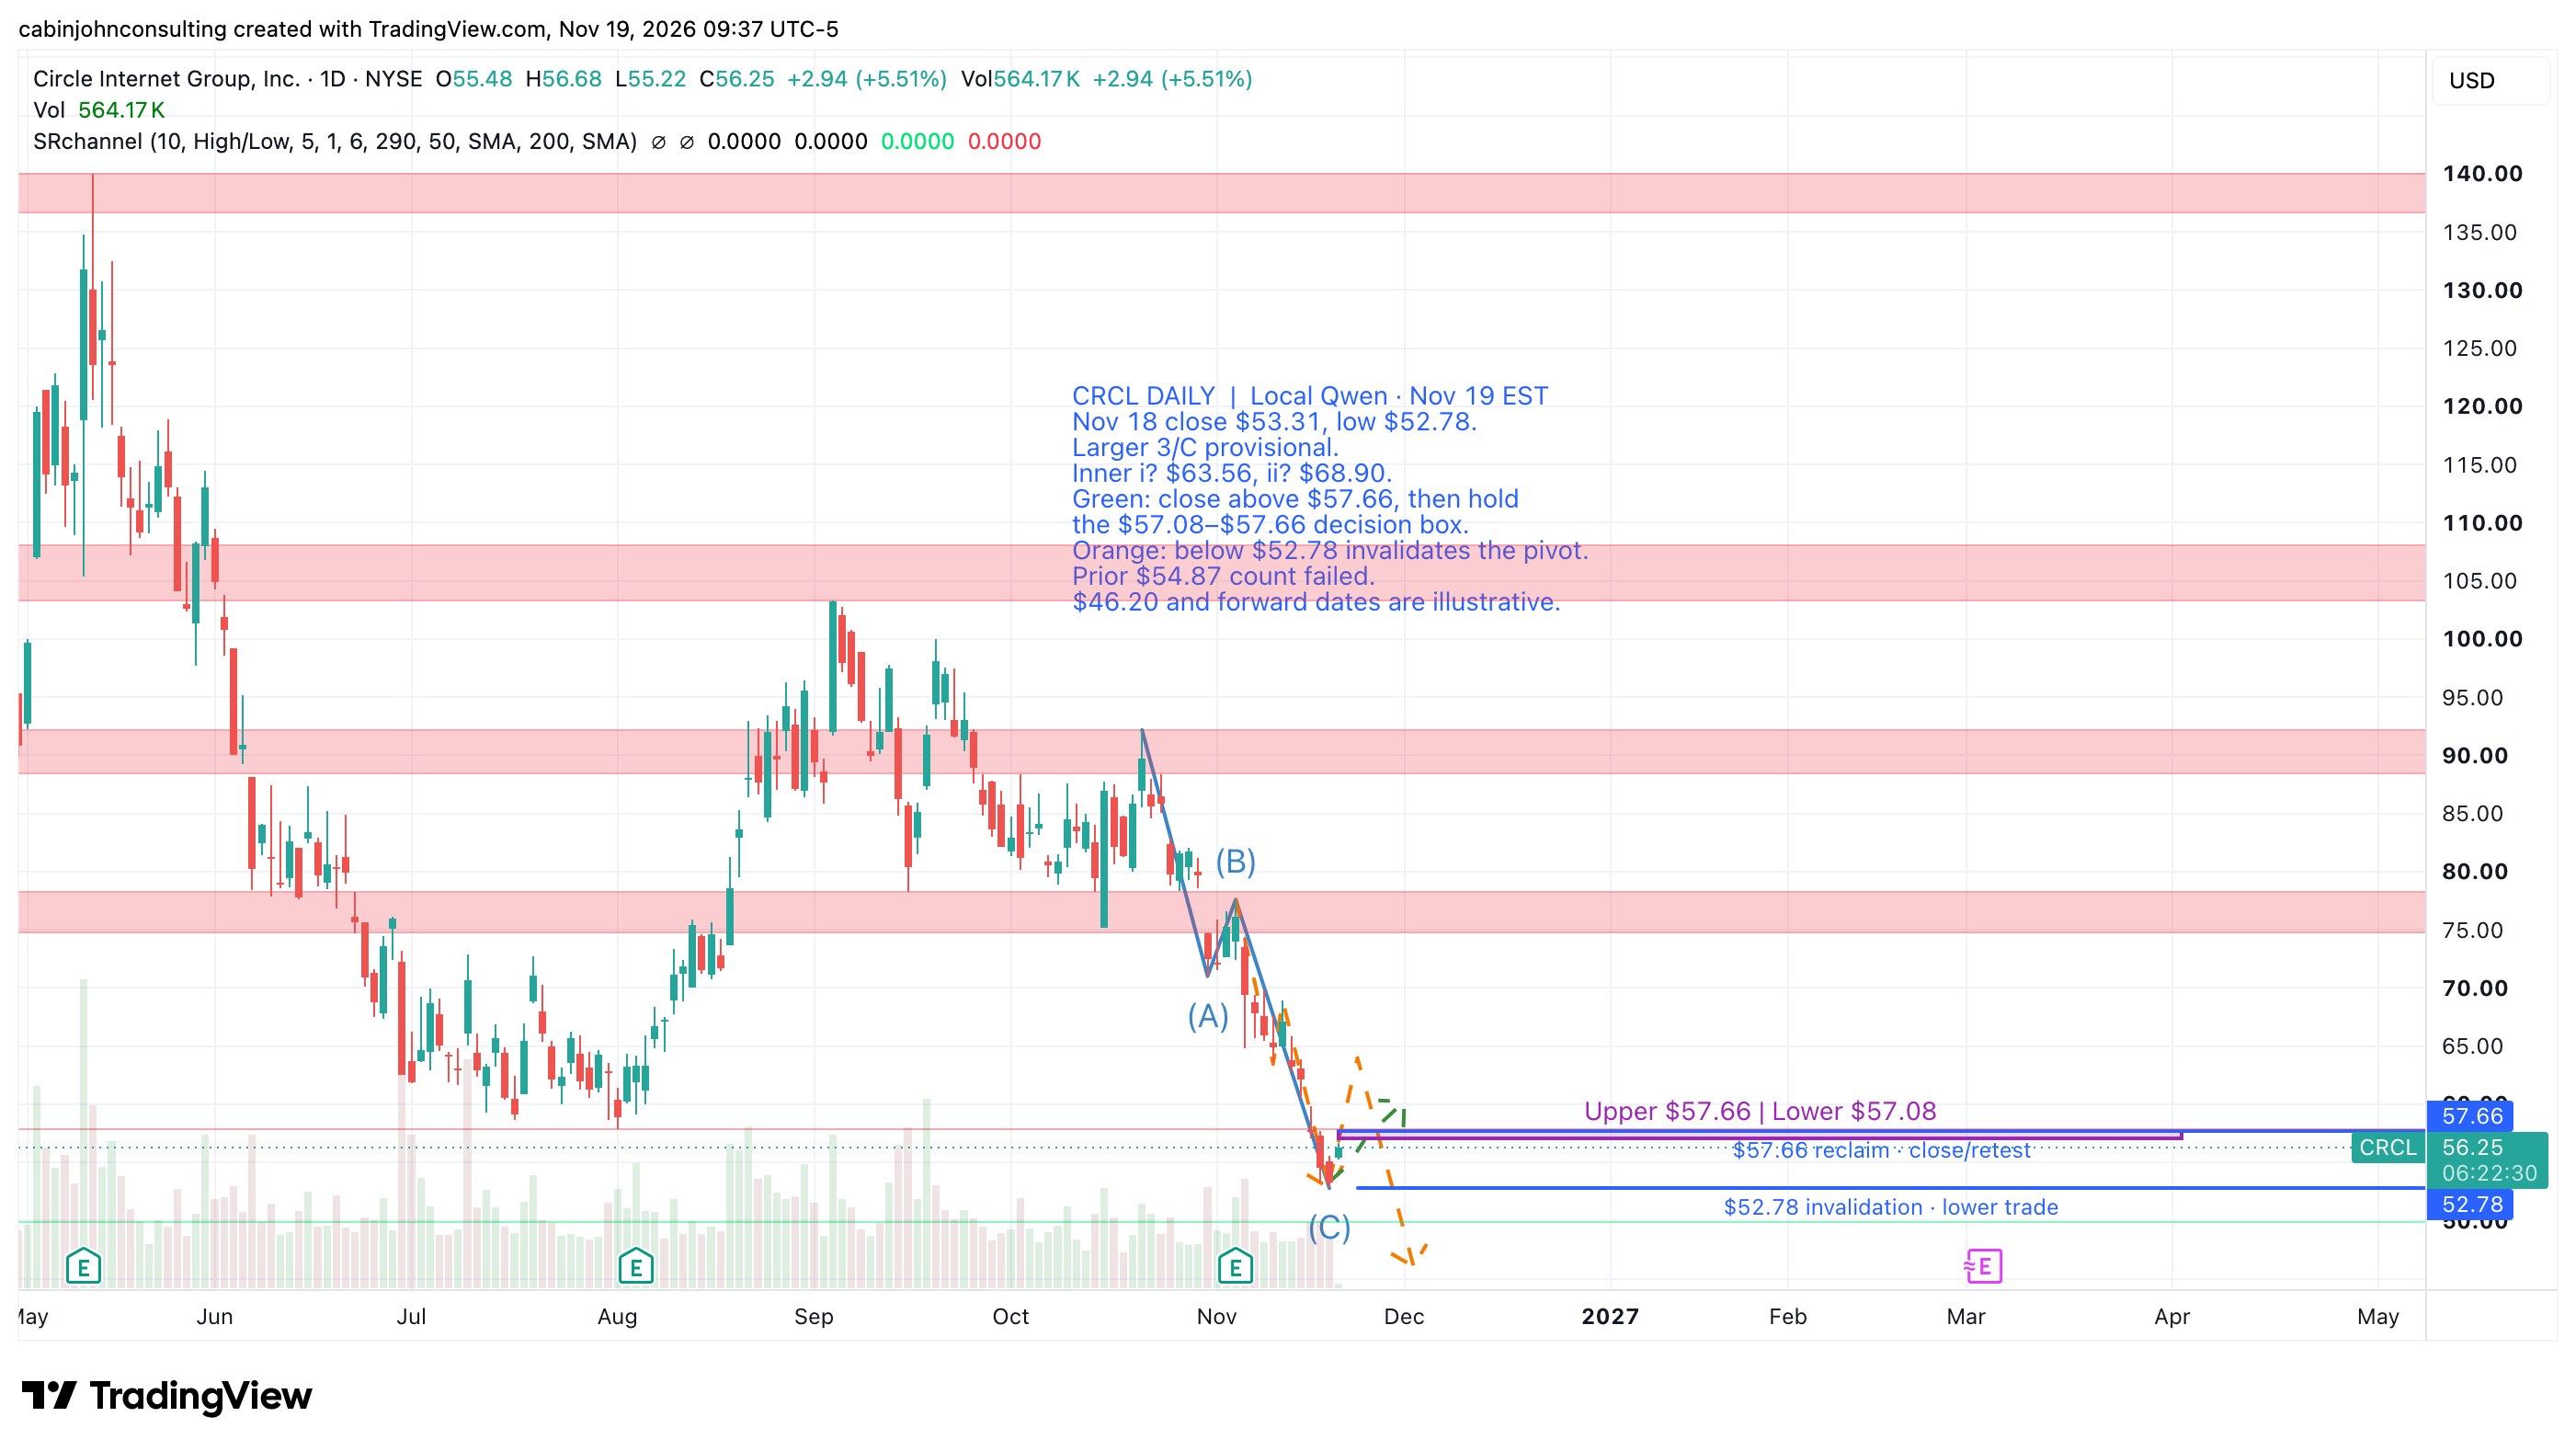 cabinjohnconsulting created with TradingView.com, Nov 19, 2026 09:37 UTC-5
Circle Internet Group, Inc. · 1D · NYSE O55.48 H56.68 L55.22 C56.25 +2.94 (+5.51%) Vol564.17K +2.94 (+5.51%)
Vol 564.17K
SRchannel (10, High/Low, 5, 1, 6, 290, 50, SMA, 200, SMA) ∅ ∅ 0.0000 0.0000 0.0000 0.0000
USD
140.00
135.00
130.00
125.00
120.00
115.00
110.00
105.00
100.00
95.00
90.00
85.00
80.00
75.00
70.00
65.00
60.00
57.66
CRCL 56.25
06:22:30
52.78
50.00
CRCL DAILY | Local Qwen · Nov 19 EST
Nov 18 close $53.31, low $52.78.
Larger 3/C provisional.
Inner i? $63.56, ii? $68.90.
Green: close above $57.66, then hold
the $57.08–$57.66 decision box.
Orange: below $52.78 invalidates the pivot.
Prior $54.87 count failed.
$46.20 and forward dates are illustrative.
(B)
(A)
(C)
Upper $57.66 | Lower $57.08
$57.66 reclaim · close/retest
$52.78 invalidation · lower trade
E
E
E
≈E
May Jun Jul Aug Sep Oct Nov Dec 2027 Feb Mar Apr May
TradingView